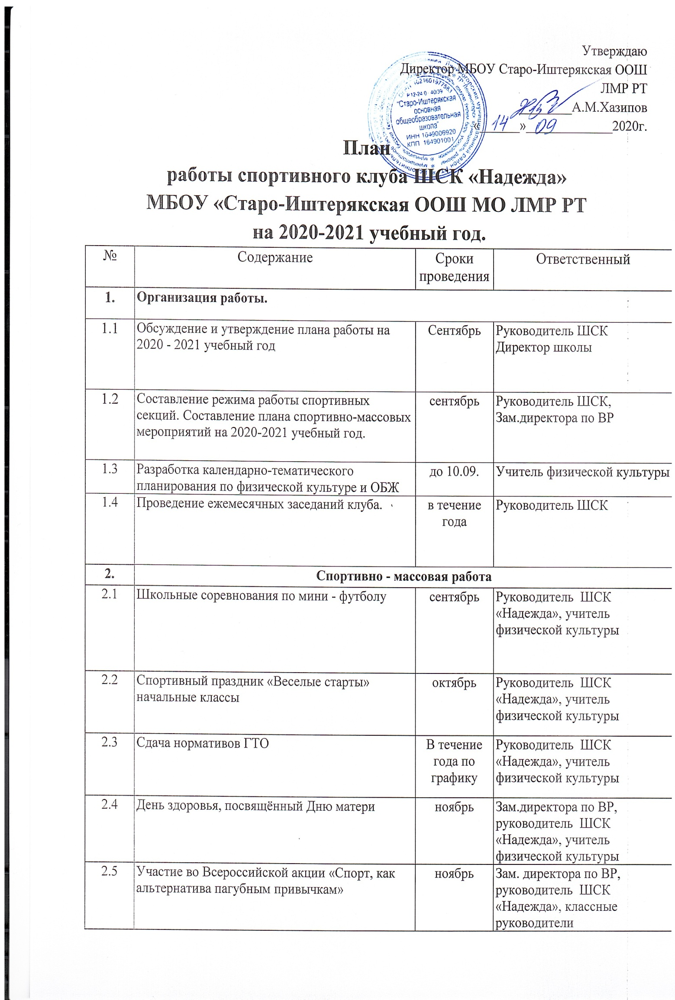 Утверждаю
Директор МБОУ Старо-Иштерякская ООШ
ЛМР РТ
А.М.Хазипов
« 14 » 09 2020г.
ОГРН 1021601977583
"Старо-Иштерякская
основная
общеобразовательная
школа"
ИНН 1649006920
КПП 164901001
План
работы спортивного клуба ШСК «Надежда»
МБОУ «Старо-Иштерякская ООШ МО ЛМР РТ
на 2020-2021 учебный год.
№ Содержание Сроки Ответственный
проведения
1. Организация работы.
1.1 Обсуждение и утверждение плана работы на Сентябрь Руководитель ШСК
2020 - 2021 учебный год Директор школы
1.2 Составление режима работы спортивных сентябрь Руководитель ШСК,
секций. Составление плана спортивно-массовых Зам.директора по ВР
мероприятий на 2020-2021 учебный год.
1.3 Разработка календарно-тематического до 10.09. Учитель физической культуры
планирования по физической культуре и ОБЖ
1.4 Проведение ежемесячных заседаний клуба. в течение Руководитель ШСК
года
2. Спортивно - массовая работа
2.1 Школьные соревнования по мини - футболу сентябрь Руководитель ШСК
«Надежда», учитель
физической культуры
2.2 Спортивный праздник «Веселые старты» октябрь Руководитель ШСК
начальные классы «Надежда», учитель
физической культуры
2.3 Сдача нормативов ГТО В течение Руководитель ШСК
года по «Надежда», учитель
графику физической культуры
2.4 День здоровья, посвящённый Дню матери ноябрь Зам.директора по ВР,
руководитель ШСК
«Надежда», учитель
физической культуры
2.5 Участие во Всероссийской акции «Спорт, как ноябрь Зам. директора по ВР,
альтернатива пагубным привычкам» руководитель ШСК
«Надежда», классные
руководители